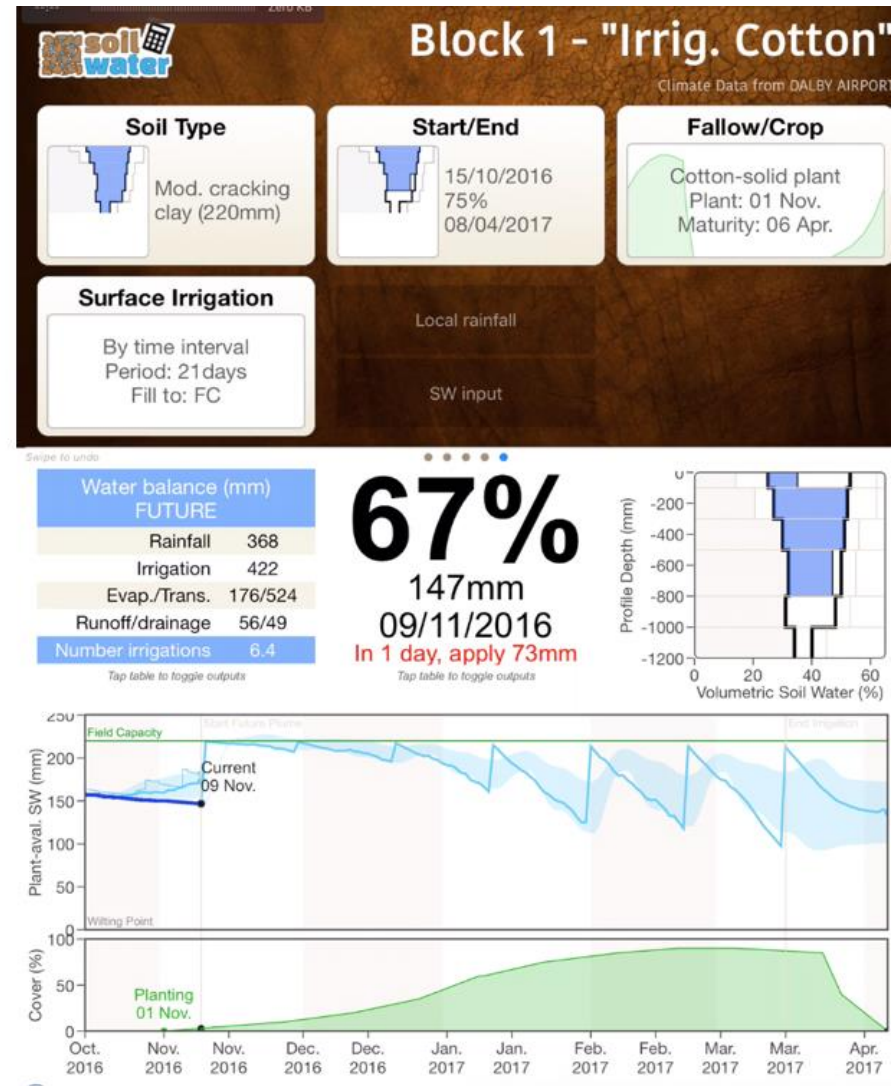 Zero KB
soil
water
Block 1 - "Irrig. Cotton"
Climate Data from DALBY AIRPORT
Soil Type
Mod. cracking
clay (220mm)
Start/End
15/10/2016
75%
08/04/2017
Fallow/Crop
Cotton-solid plant
Plant: 01 Nov.
Maturity: 06 Apr.
Surface Irrigation
By time interval
Period: 21days
Fill to: FC
Local rainfall
SW input
Swipe to undo
Water balance (mm)
FUTURE
Rainfall 368
Irrigation 422
Evap./Trans. 176/524
Runoff/drainage 56/49
Number irrigations 6.4
Tap table to toggle outputs
67%
147mm
09/11/2016
In 1 day, apply 73mm
Tap table to toggle outputs
Profile Depth (mm)
0
-200
-400
-600
-800
-1000
-1200
0 20 40 60
Volumetric Soil Water (%)
Plant-aval. SW (mm)
250
200
150
100
50
0
Field Capacity
Start Future Plume
End Irrigation
Current
09 Nov.
Wilting Point
Cover (%)
100
50
0
Planting
01 Nov.
Oct. Nov. Nov. Dec. Dec. Jan. Jan. Feb. Feb. Mar. Mar. Apr.
2016 2016 2016 2016 2016 2017 2017 2017 2017 2017 2017 2017